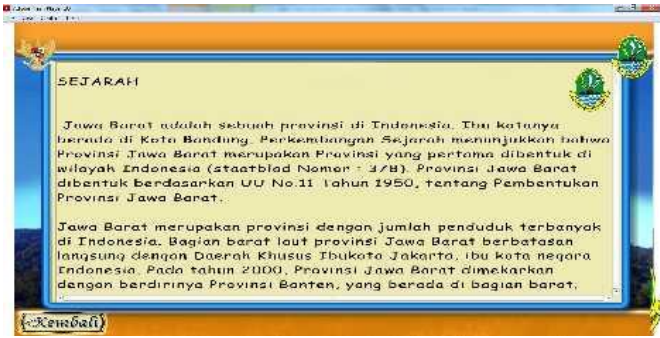 SEJARAH
Jawa Barat adalah sebuah provinsi di Indonesia. Ibu kotanya
berada di Kota Bandung. Perkembangan Sejarah menunjukkan bahwa
Provinsi Jawa Barat merupakan Provinsi yang pertama dibentuk di
wilayah Indonesia (staatblad Nomor : 378). Provinsi Jawa Barat
dibentuk berdasarkan UU No.11 Tahun 1950, tentang Pembentukan
Provinsi Jawa Barat.
Jawa Barat merupakan provinsi dengan jumlah penduduk terbanyak
di Indonesia. Bagian barat laut provinsi Jawa Barat berbatasan
langsung dengan Daerah Khusus Ibukota Jakarta, ibu kota negara
Indonesia. Pada tahun 2000, Provinsi Jawa Barat dimekarkan
dengan berdirinya Provinsi Banten, yang berada di bagian barat.
Kembali